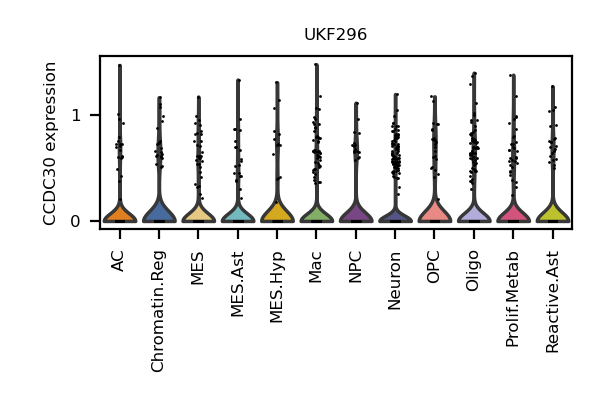 UKF296
CCDC30 expression
1
0
AC
Chromatin.Reg
MES
MES.Ast
MES.Hyp
Mac
NPC
Neuron
OPC
Oligo
Prolif.Metab
Reactive.Ast